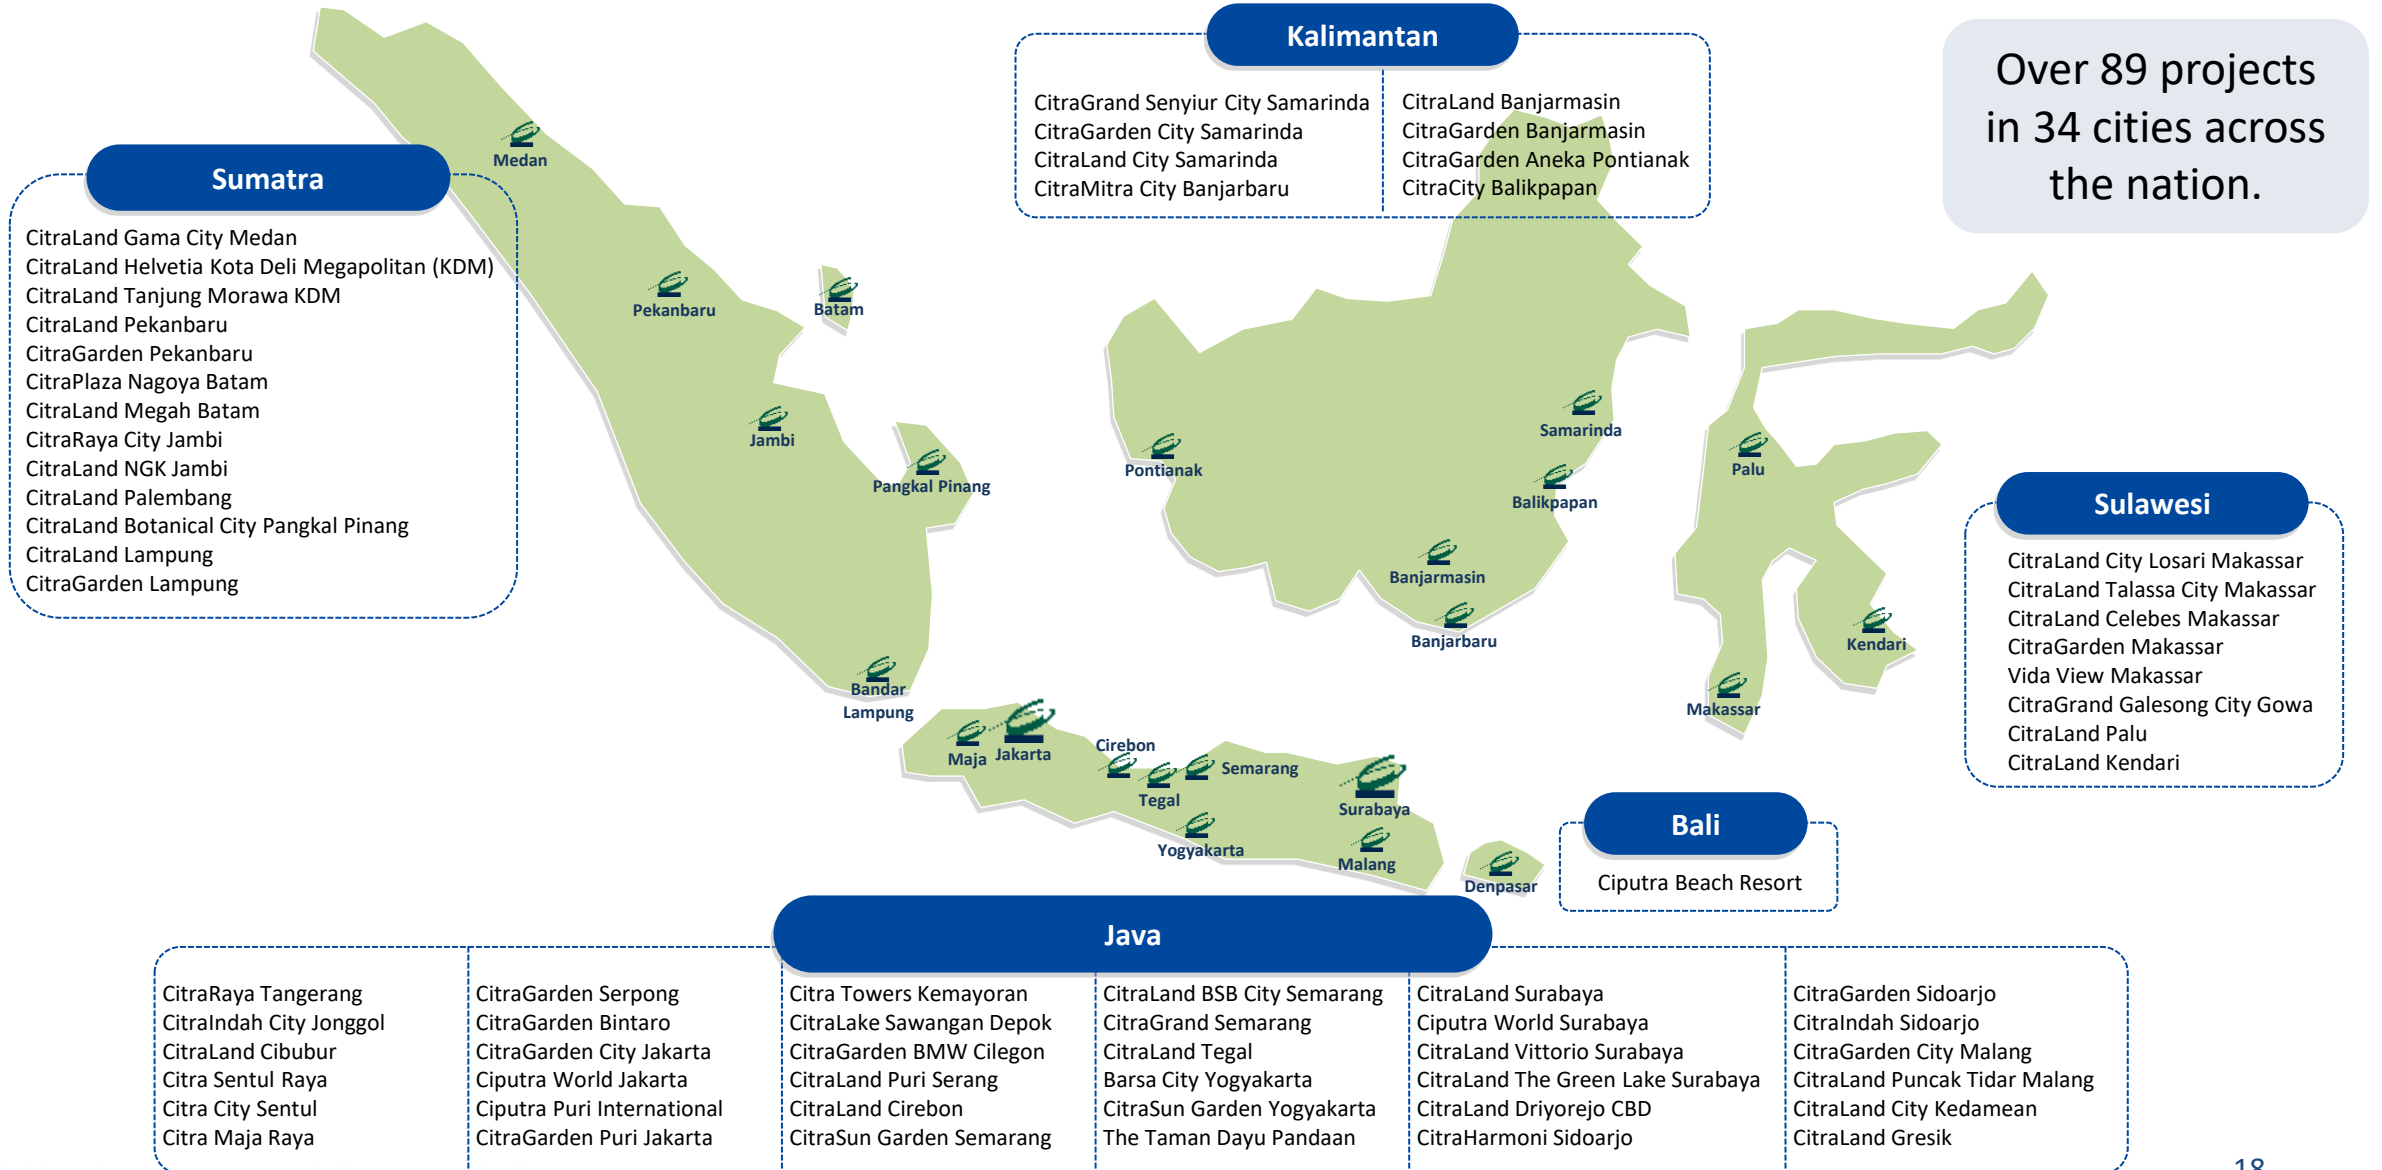 Kalimantan
CitraGrand Senyiur City Samarinda
CitraGarden City Samarinda
CitraLand City Samarinda
CitraMitra City Banjarbaru
CitraLand Banjarmasin
CitraGarden Banjarmasin
CitraGarden Aneka Pontianak
CitraCity Balikpapan
Over 89 projects
in 34 cities across
the nation.
Sumatra
CitraLand Gama City Medan
CitraLand Helvetia Kota Deli Megapolitan (KDM)
CitraLand Tanjung Morawa KDM
CitraLand Pekanbaru
CitraGarden Pekanbaru
CitraPlaza Nagoya Batam
CitraLand Megah Batam
CitraRaya City Jambi
CitraLand NGK Jambi
CitraLand Palembang
CitraLand Botanical City Pangkal Pinang
CitraLand Lampung
CitraGarden Lampung
Medan
Pekanbaru
Batam
Jambi
Pangkal Pinang
Bandar
Lampung
Pontianak
Samarinda
Balikpapan
Banjarmasin
Banjarbaru
Palu
Kendari
Makassar
Sulawesi
CitraLand City Losari Makassar
CitraLand Talassa City Makassar
CitraLand Celebes Makassar
CitraGarden Makassar
Vida View Makassar
CitraGrand Galesong City Gowa
CitraLand Palu
CitraLand Kendari
Maja
Jakarta
Cirebon
Tegal
Semarang
Yogyakarta
Surabaya
Malang
Denpasar
Bali
Ciputra Beach Resort
Java
CitraRaya Tangerang
CitraIndah City Jonggol
CitraLand Cibubur
Citra Sentul Raya
Citra City Sentul
Citra Maja Raya
CitraGarden Serpong
CitraGarden Bintaro
CitraGarden City Jakarta
Ciputra World Jakarta
Ciputra Puri International
CitraGarden Puri Jakarta
Citra Towers Kemayoran
CitraLake Sawangan Depok
CitraGarden BMW Cilegon
CitraLand Puri Serang
CitraLand Cirebon
CitraSun Garden Semarang
CitraLand BSB City Semarang
CitraGrand Semarang
CitraLand Tegal
Barsa City Yogyakarta
CitraSun Garden Yogyakarta
The Taman Dayu Pandaan
CitraLand Surabaya
Ciputra World Surabaya
CitraLand Vittorio Surabaya
CitraLand The Green Lake Surabaya
CitraLand Driyorejo CBD
CitraHarmoni Sidoarjo
CitraGarden Sidoarjo
CitraIndah Sidoarjo
CitraGarden City Malang
CitraLand Puncak Tidar Malang
CitraLand City Kedamean
CitraLand Gresik
18